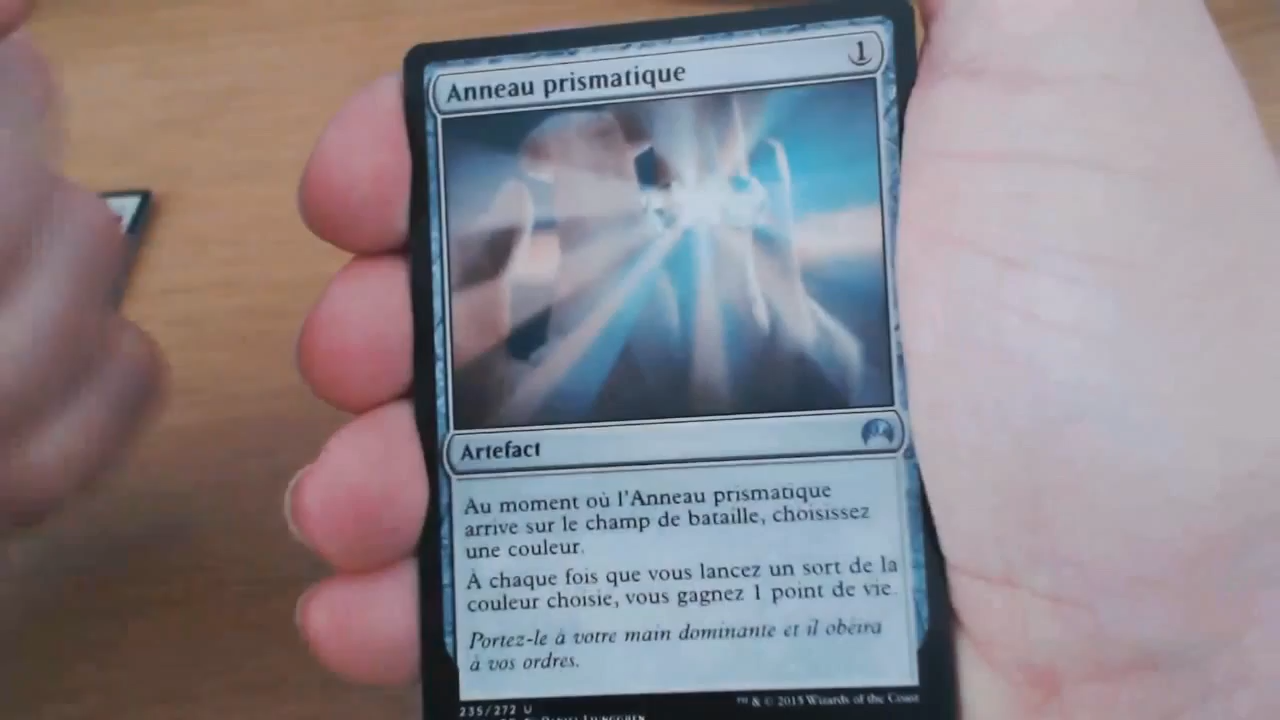 Anneau prismatique 1
Artefact
Au moment où l'Anneau prismatique
arrive sur le champ de bataille, choisissez
une couleur.
À chaque fois que vous lancez un sort de la
couleur choisie, vous gagnez 1 point de vie.
Portez-le à votre main dominante et il obéira
à vos ordres.
™ & © 2015 Wizards of the Coast
235/272 U